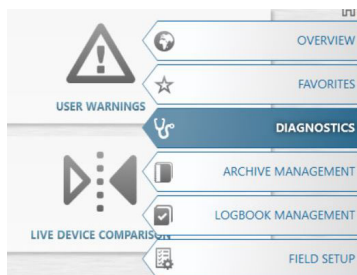 OVERVIEW
FAVORITES
USER WARNINGS
DIAGNOSTICS
ARCHIVE MANAGEMENT
LOGBOOK MANAGEMENT
LIVE DEVICE COMPARISON
FIELD SETUP